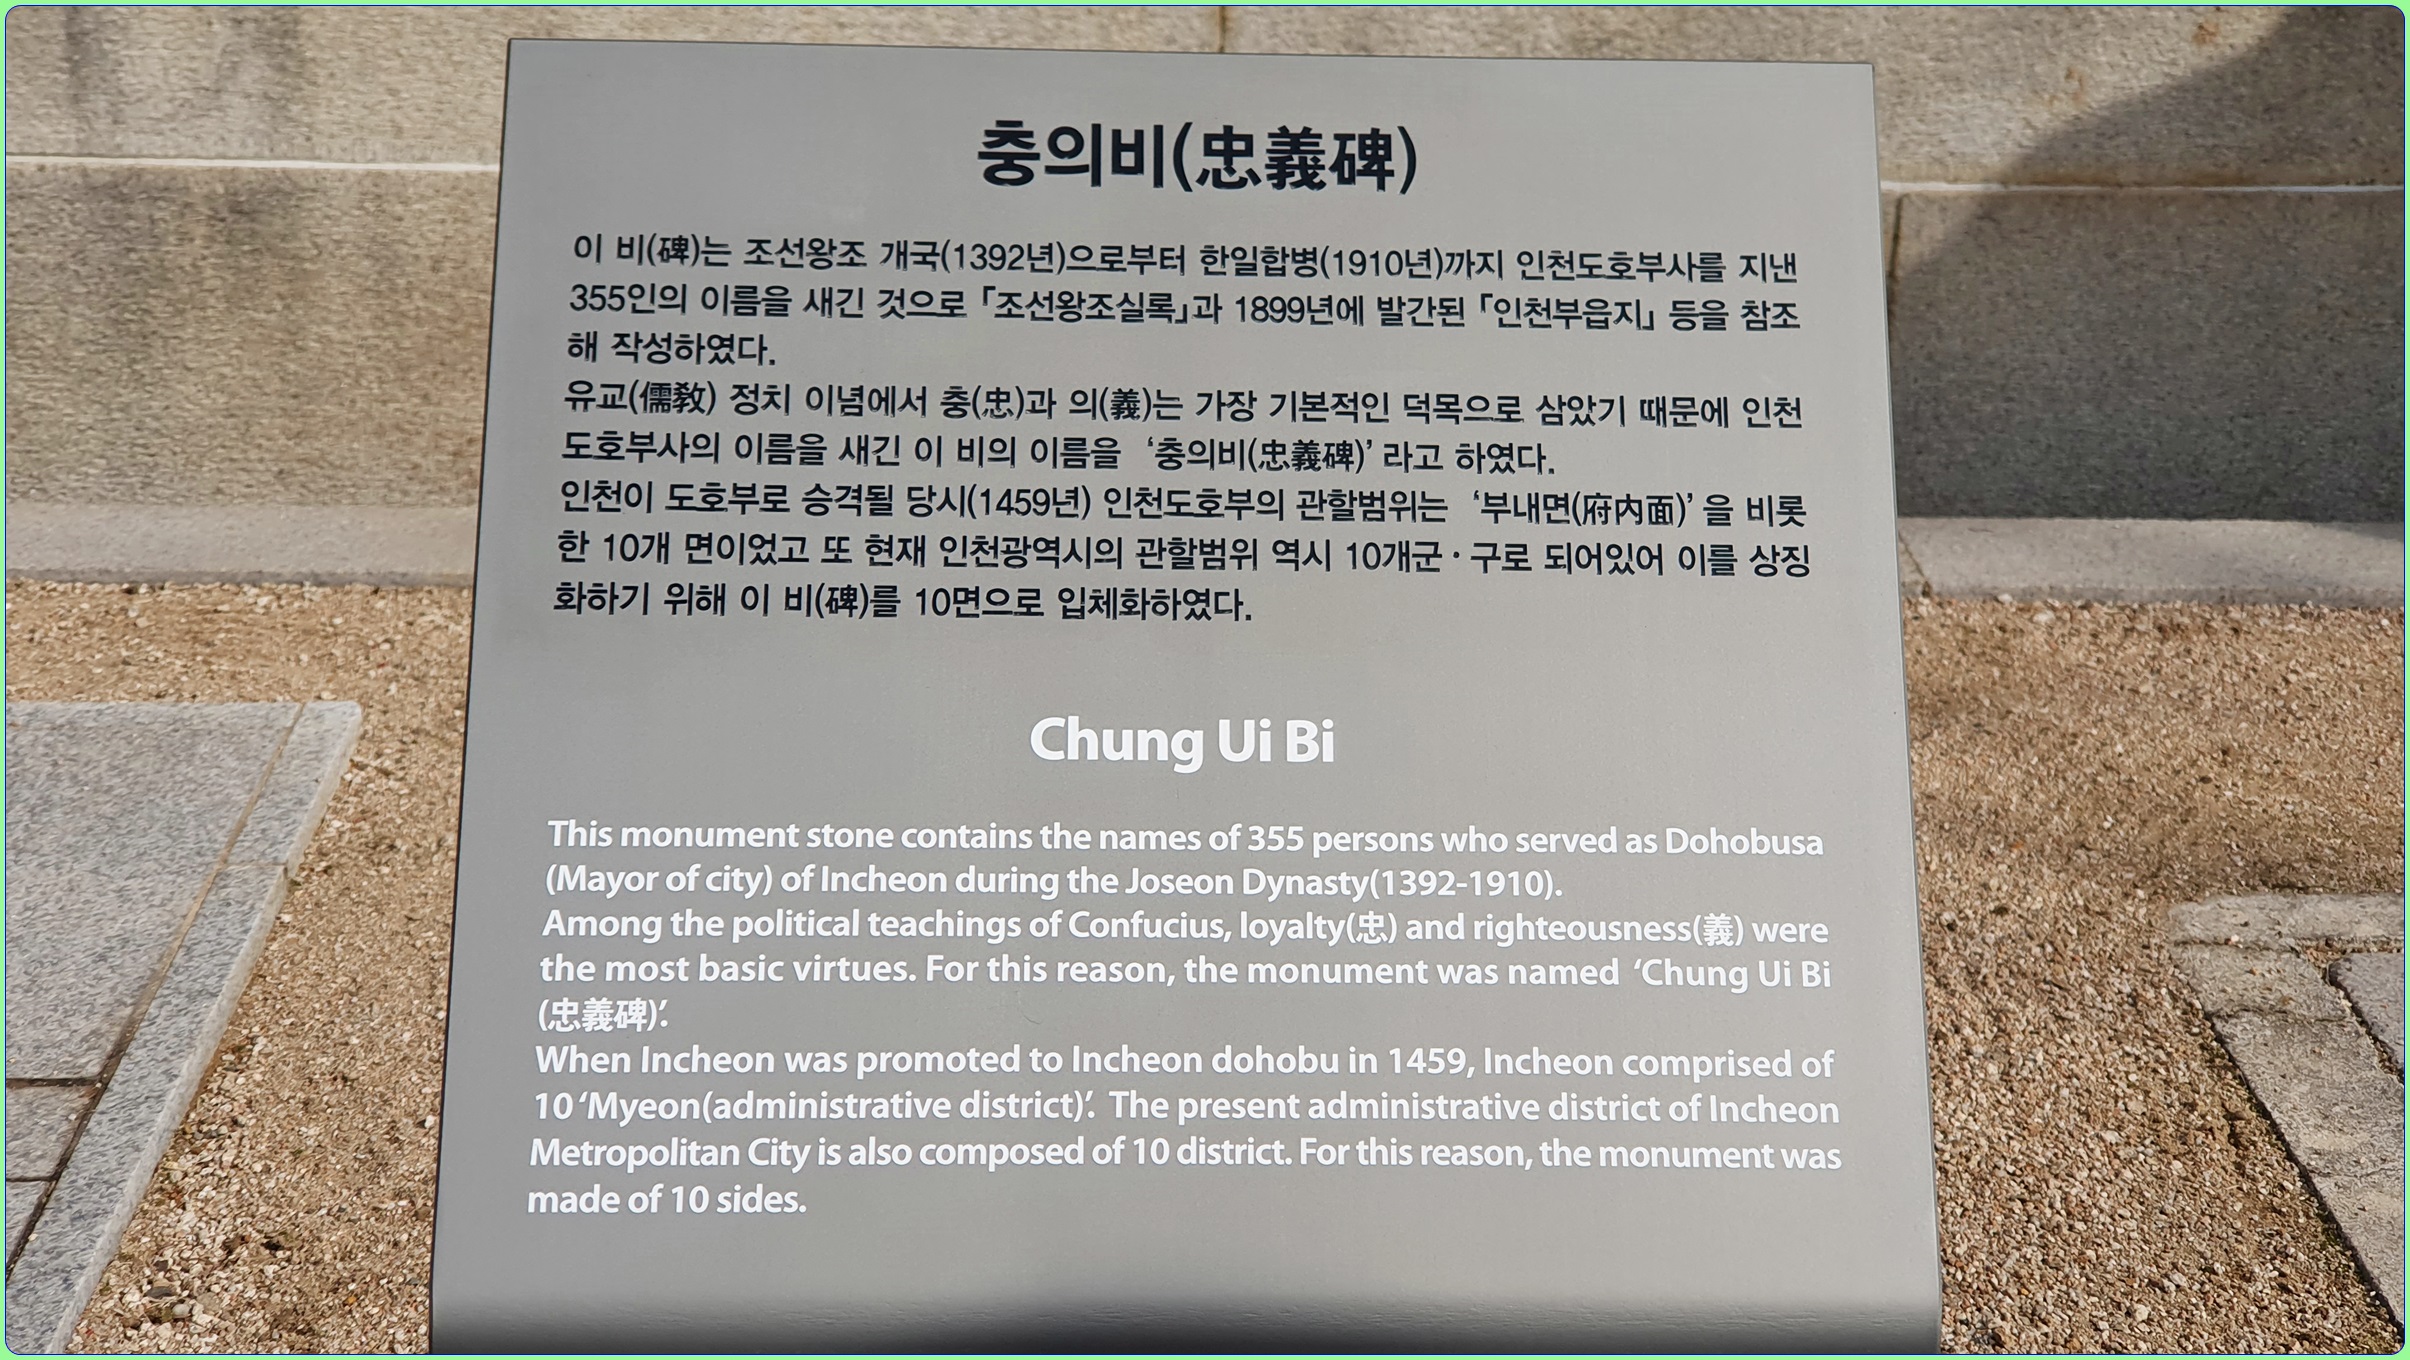 충의비(忠義碑)
이 비(碑)는 조선왕조 개국(1392년)으로부터 한일합병(1910년)까지 인천도호부사를 지낸
355인의 이름을 새긴 것으로 「조선왕조실록」과 1899년에 발간된 「인천부읍지」 등을 참조
해 작성하였다.
유교(儒敎) 정치 이념에서 충(忠)과 의(義)는 가장 기본적인 덕목으로 삼았기 때문에 인천
도호부사의 이름을 새긴 이 비의 이름을 ‘충의비(忠義碑)’ 라고 하였다.
인천이 도호부로 승격될 당시(1459년) 인천도호부의 관할범위는 ‘부내면(府內面)’ 을 비롯
한 10개 면이었고 또 현재 인천광역시의 관할범위 역시 10개군 · 구로 되어있어 이를 상징
화하기 위해 이 비(碑)를 10면으로 입체화하였다.
Chung Ui Bi
This monument stone contains the names of 355 persons who served as Dohobusa
(Mayor of city) of Incheon during the Joseon Dynasty(1392-1910).
Among the political teachings of Confucius, loyalty(忠) and righteousness(義) were
the most basic virtues. For this reason, the monument was named ‘Chung Ui Bi
(忠義碑)’.
When Incheon was promoted to Incheon dohobu in 1459, Incheon comprised of
10 ‘Myeon(administrative district)’. The present administrative district of Incheon
Metropolitan City is also composed of 10 district. For this reason, the monument was
made of 10 sides.